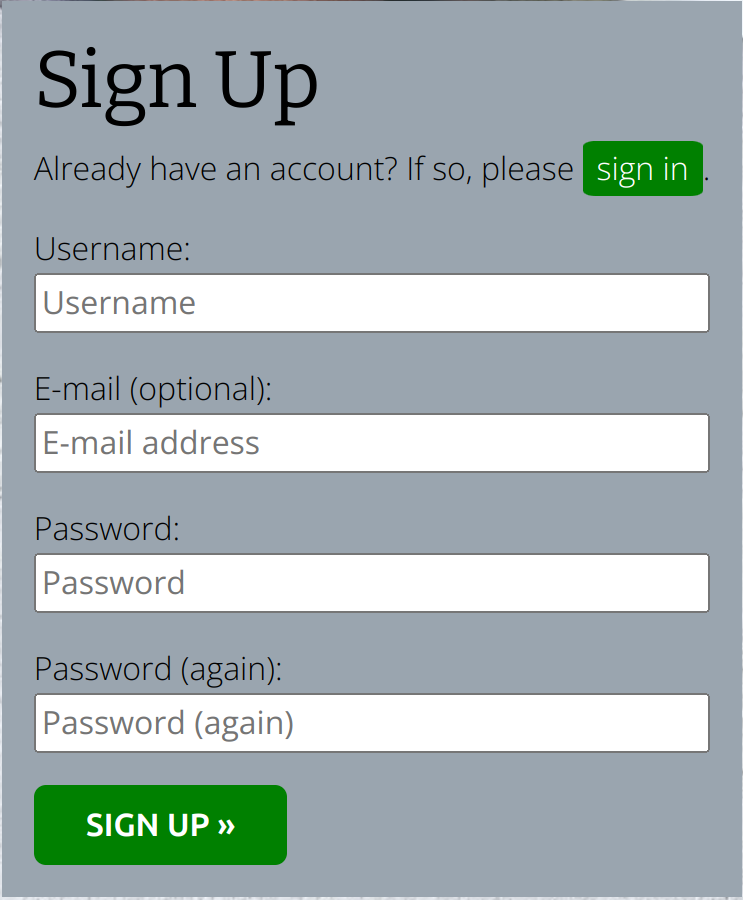 Sign Up
Already have an account? If so, please sign in .
Username:
Username
E-mail (optional):
E-mail address
Password:
Password
Password (again):
Password (again)
SIGN UP »